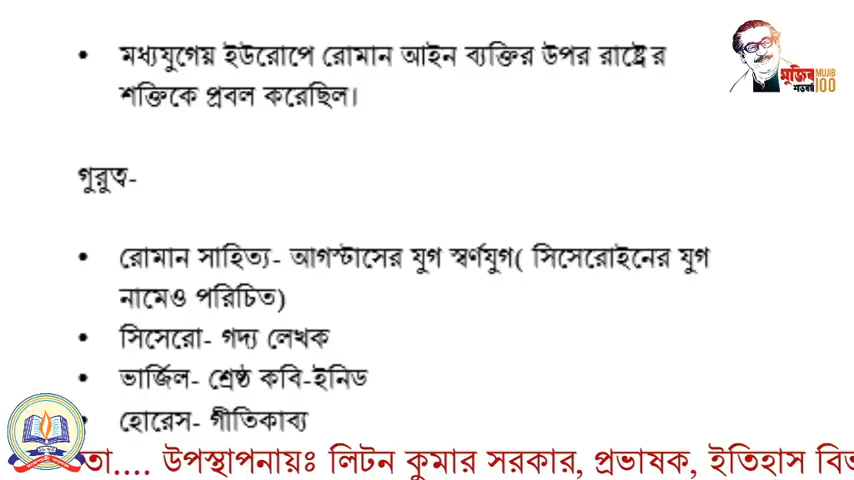 • মধ্যযুগেয় ইউরোপে রোমান আইন ব্যক্তির উপর রাষ্ট্রের
শক্তিকে প্রবল করেছিল।
মুজিব MUJIB
শতবর্ষ 100
গুরুত্ব-
• রোমান সাহিত্য- আগস্টাসের যুগ স্বর্ণযুগ( সিসেরোইনের যুগ
নামেও পরিচিত)
• সিসেরো- গদ্য লেখক
• ভার্জিল- শ্রেষ্ঠ কবি-ইনিড
• হোরেস- গীতিকাব্য
তা.... উপস্থাপনায়ঃ লিটন কুমার সরকার, প্রভাষক, ইতিহাস বিভ